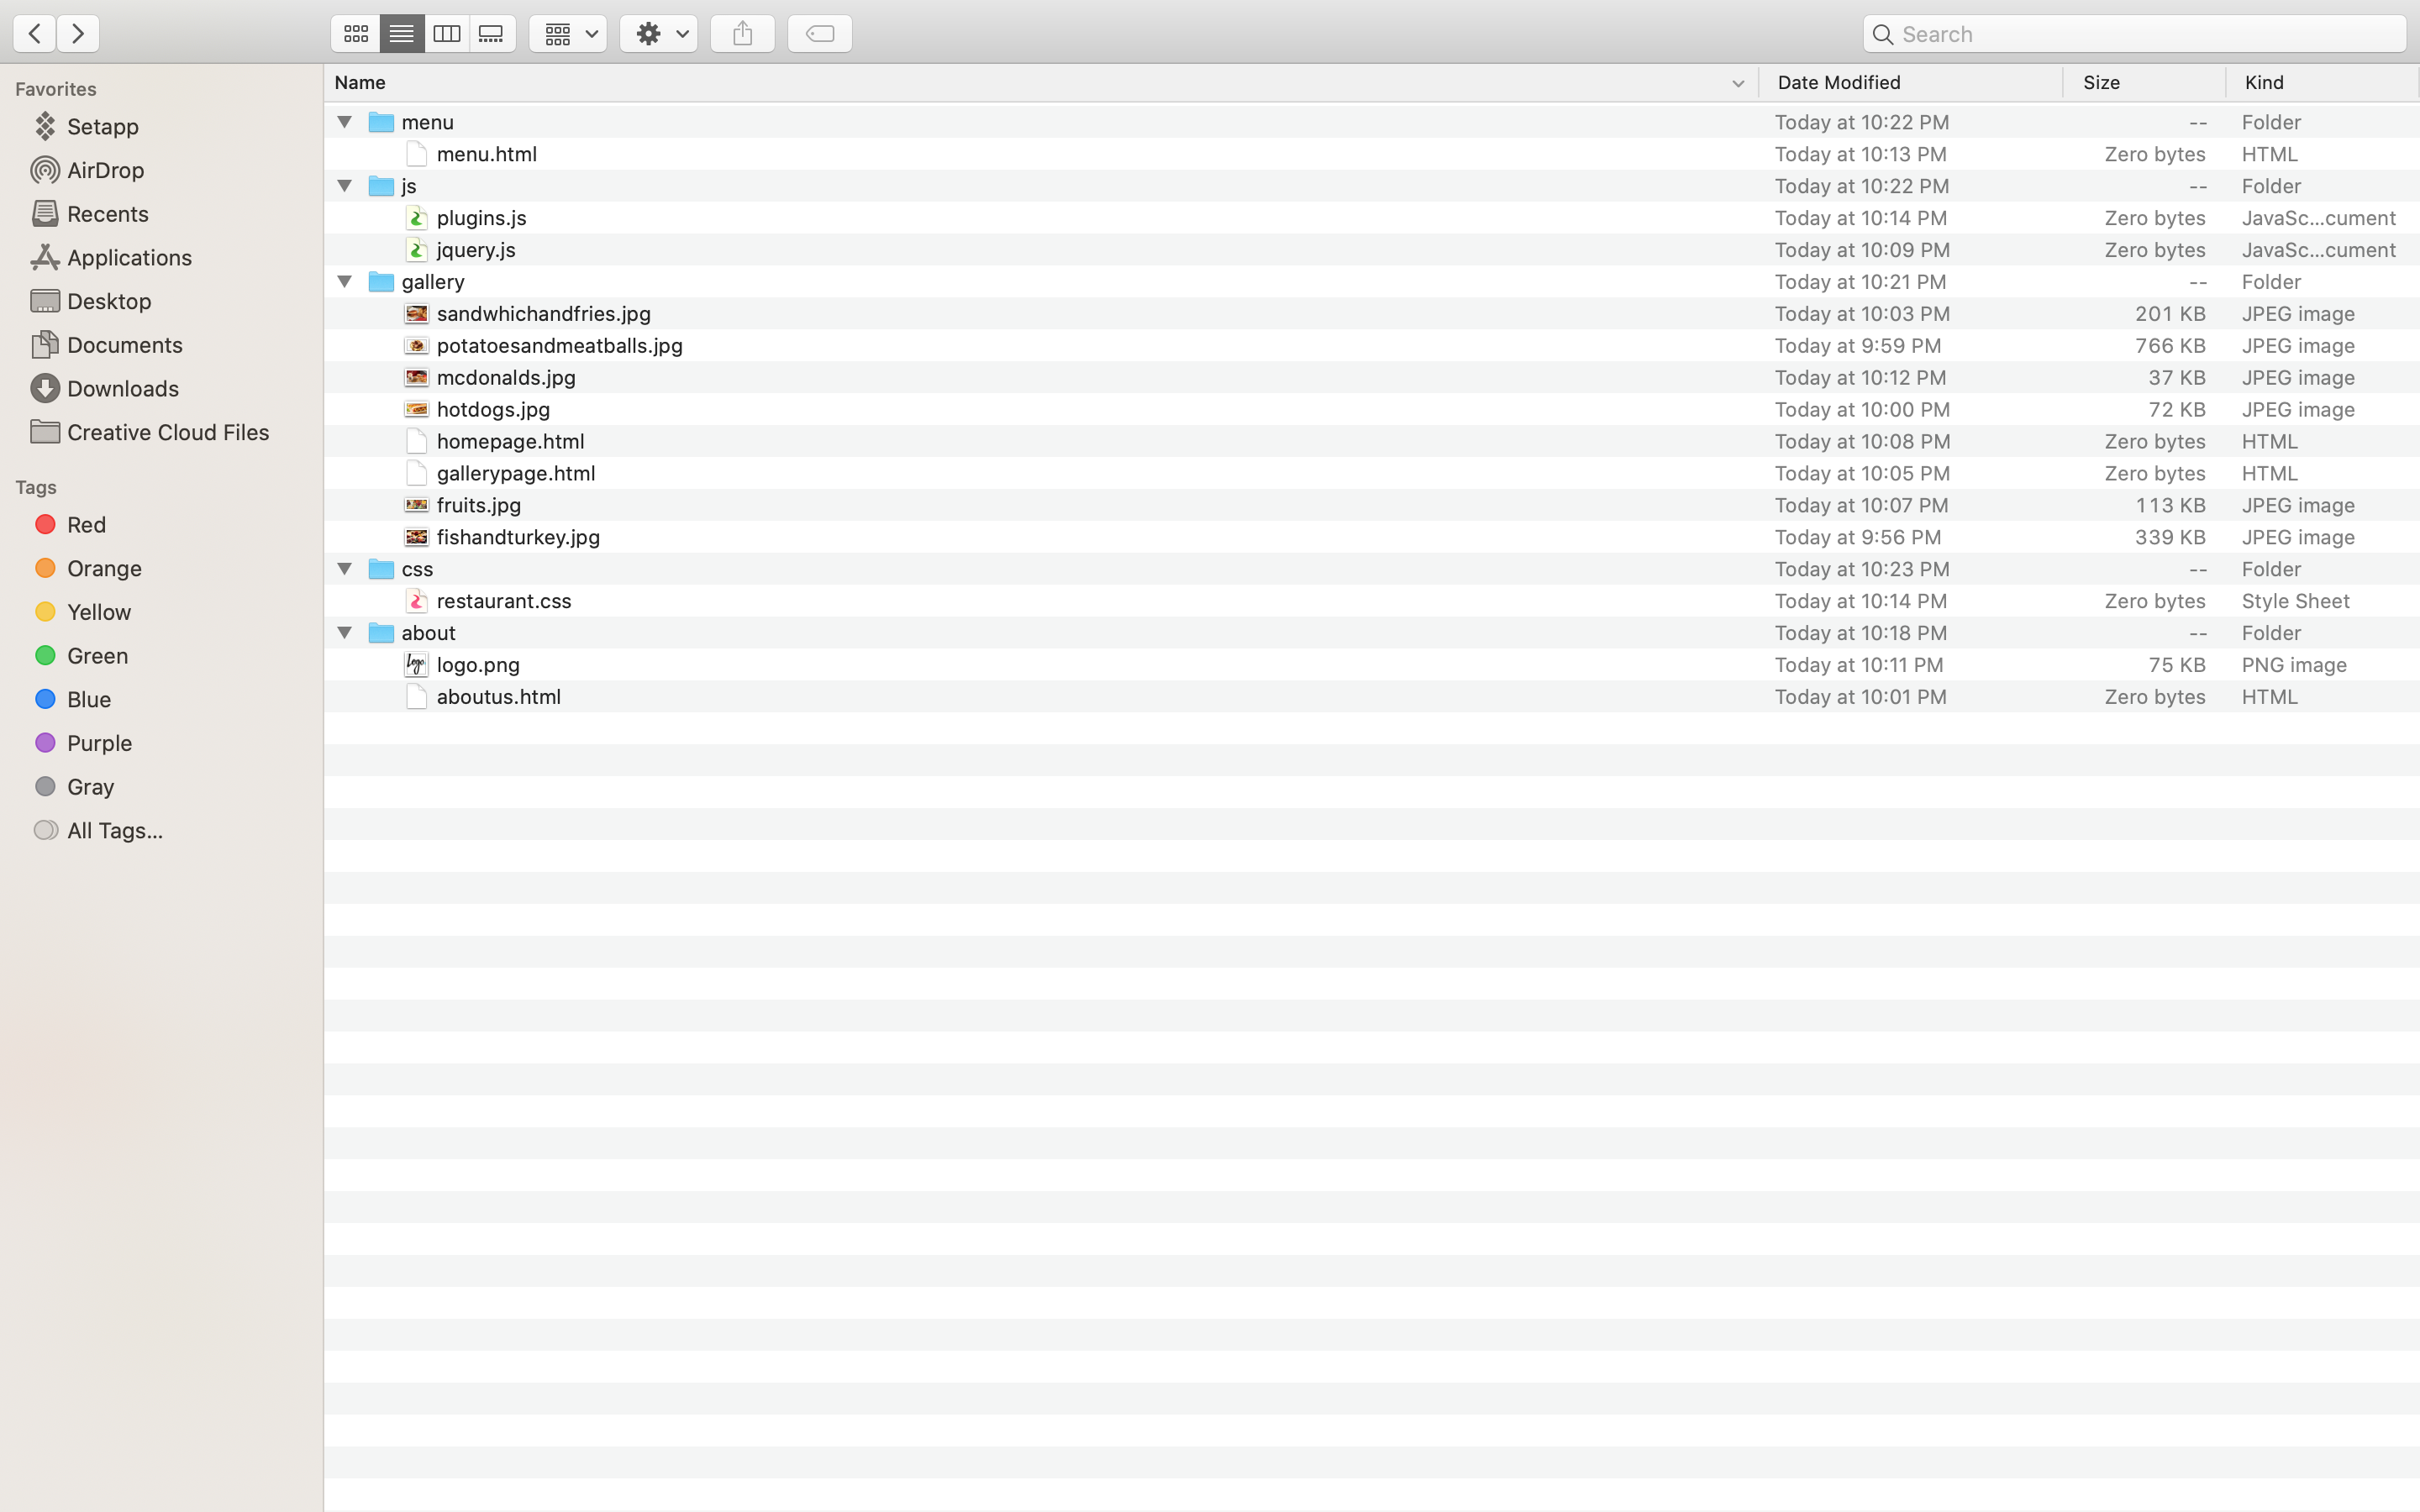 Search
Favorites
Setapp
AirDrop
Recents
Applications
Desktop
Documents
Downloads
Creative Cloud Files
Tags
Red
Orange
Yellow
Green
Blue
Purple
Gray
All Tags...
Name Date Modified Size Kind
menu Today at 10:22 PM -- Folder
menu.html Today at 10:13 PM Zero bytes HTML
js Today at 10:22 PM -- Folder
plugins.js Today at 10:14 PM Zero bytes JavaSc...cument
jquery.js Today at 10:09 PM Zero bytes JavaSc...cument
gallery Today at 10:21 PM -- Folder
sandwhichandfries.jpg Today at 10:03 PM 201 KB JPEG image
potatoesandmeatballs.jpg Today at 9:59 PM 766 KB JPEG image
mcdonalds.jpg Today at 10:12 PM 37 KB JPEG image
hotdogs.jpg Today at 10:00 PM 72 KB JPEG image
homepage.html Today at 10:08 PM Zero bytes HTML
gallerypage.html Today at 10:05 PM Zero bytes HTML
fruits.jpg Today at 10:07 PM 113 KB JPEG image
fishandturkey.jpg Today at 9:56 PM 339 KB JPEG image
css Today at 10:23 PM -- Folder
restaurant.css Today at 10:14 PM Zero bytes Style Sheet
about Today at 10:18 PM -- Folder
Logo logo.png Today at 10:11 PM 75 KB PNG image
aboutus.html Today at 10:01 PM Zero bytes HTML